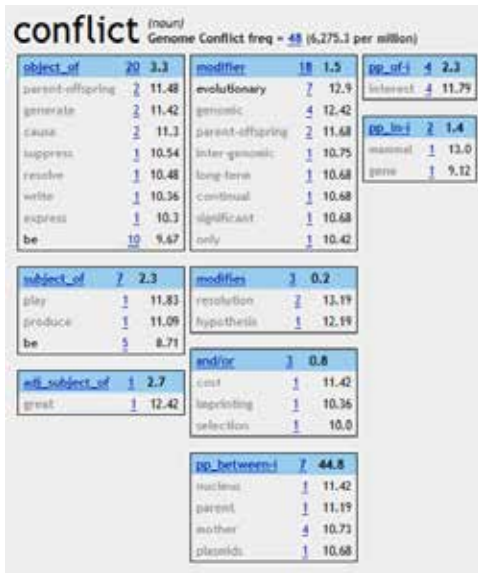 conflict (noun)
Genome Conflict freq = 48 (6,275.3 per million)
object_of 20 3.3
parent-offspring 2 11.48
generate 2 11.42
cause 2 11.3
suppress 1 10.54
resolve 1 10.48
write 1 10.36
express 1 10.3
be 10 9.67
subject_of 7 2.3
play 1 11.83
produce 1 11.09
be 5 8.71
adj_subject_of 1 2.7
great 1 12.42
modifier 18 1.5
evolutionary 7 12.9
genomic 4 12.42
parent-offspring 2 11.68
inter-genomic 1 10.75
long-term 1 10.68
continual 1 10.68
significant 1 10.68
only 1 10.42
modifies 3 0.2
resolution 2 13.19
hypothesis 1 12.19
and/or 3 0.8
cost 1 11.42
imprinting 1 10.36
selection 1 10.0
pp_between-i 7 44.8
nucleus 1 11.42
parent 1 11.19
mother 4 10.73
plasmids 1 10.68
pp_of-i 4 2.3
interest 4 11.79
pp_in-i 2 1.4
1 13.0
gene 1 9.12